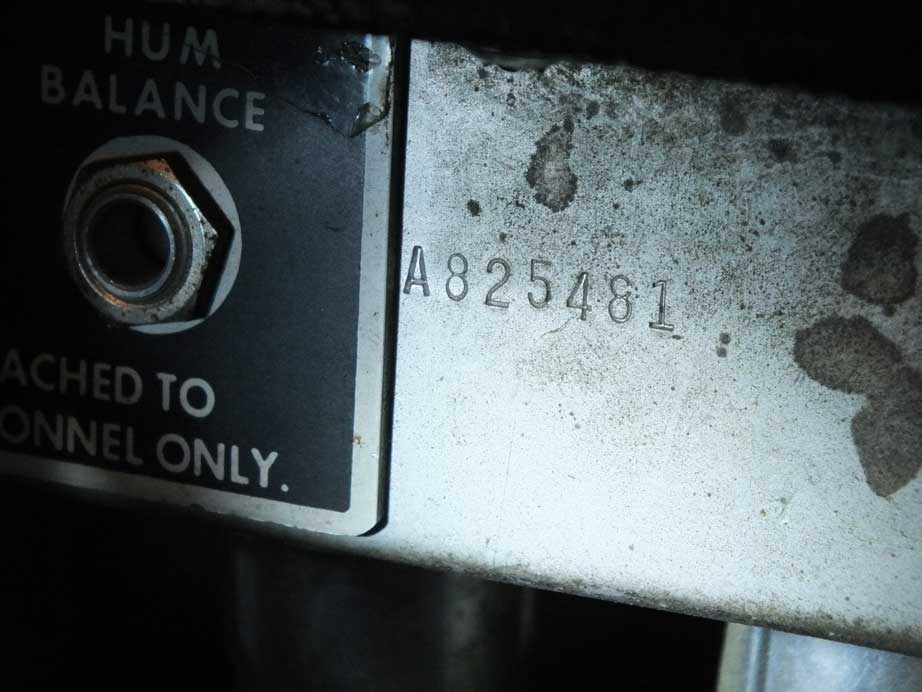 HUM
BALANCE
ACHED TO
ONNEL ONLY.
A825481